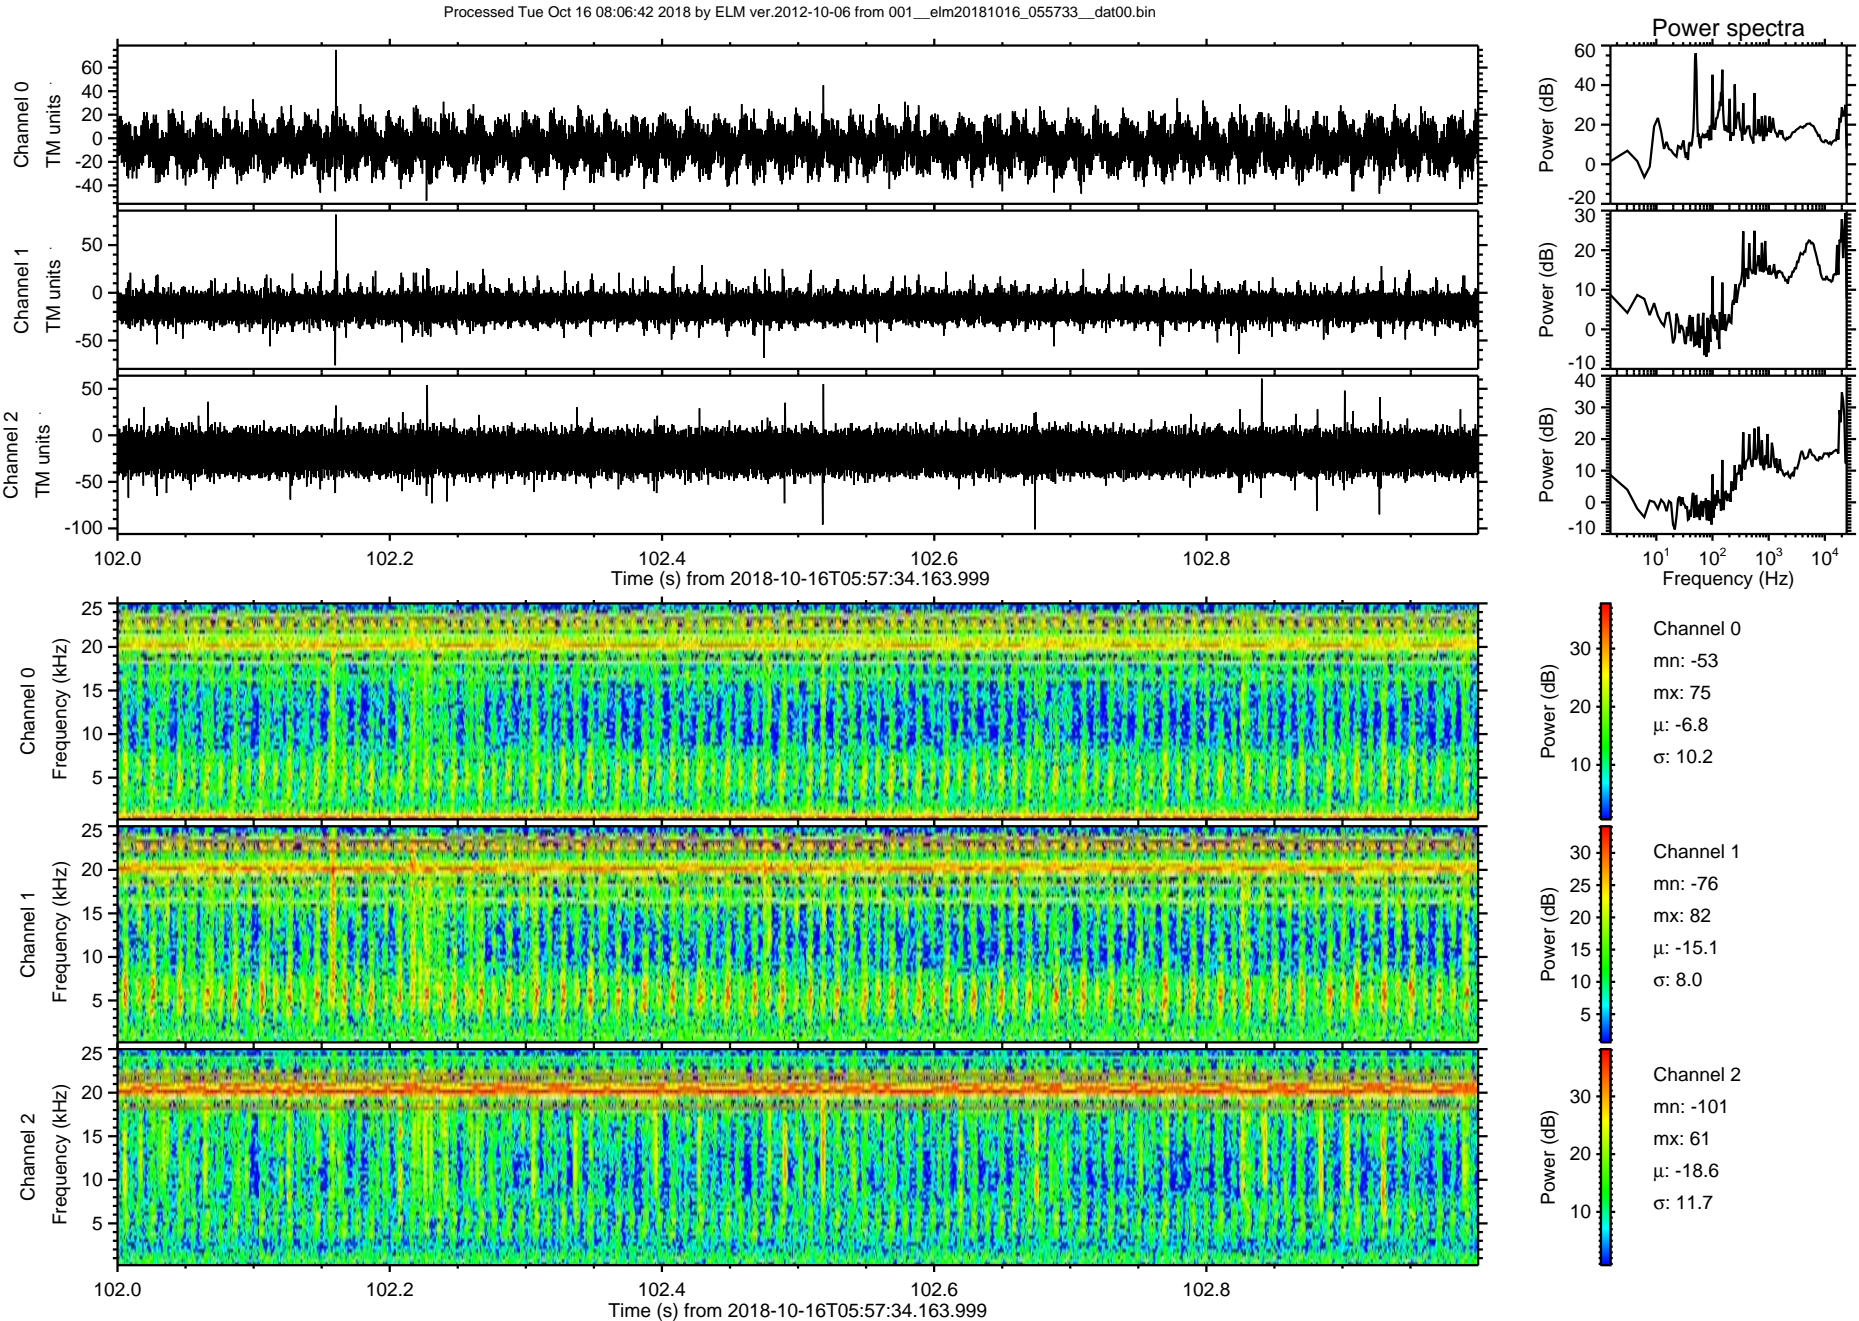 Processed Tue Oct 16 08:06:42 2018 by ELM ver.2012-10-06 from 001__elm20181016_055733__dat00.bin
Power spectra
Channel 0
TM units
60
40
20
0
-20
-40
Power (dB)
60
40
20
0
-20
Channel 1
TM units
50
0
-50
Power (dB)
30
20
10
0
-10
Channel 2
TM units
50
0
-50
-100
Power (dB)
40
30
20
10
0
-10
102.0 102.2 102.4 102.6 102.8
Time (s) from 2018-10-16T05:57:34.163.999
10^1 10^2 10^3 10^4
Frequency (Hz)
Channel 0
Frequency (kHz)
25
20
15
10
5
Power (dB)
30
20
10
Channel 0
mn: -53
mx: 75
μ: -6.8
σ: 10.2
Channel 1
Frequency (kHz)
25
20
15
10
5
Power (dB)
30
25
20
15
10
5
Channel 1
mn: -76
mx: 82
μ: -15.1
σ: 8.0
Channel 2
Frequency (kHz)
25
20
15
10
5
Power (dB)
30
20
10
Channel 2
mn: -101
mx: 61
μ: -18.6
σ: 11.7
102.0 102.2 102.4 102.6 102.8
Time (s) from 2018-10-16T05:57:34.163.999